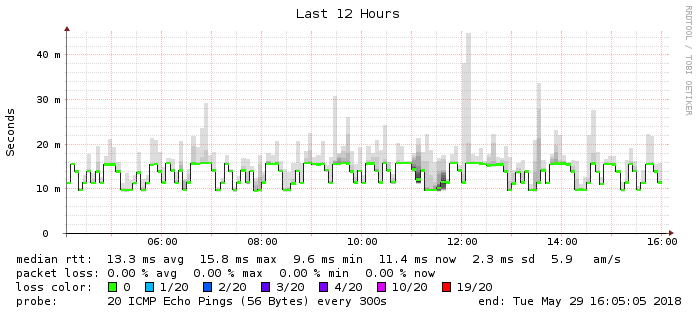 Last 12 Hours
RRDTOOL / TOBI OETIKER
Seconds
40 m
30 m
20 m
10 m
0
06:00 08:00 10:00 12:00 14:00 16:00
median rtt: 13.3 ms avg 15.8 ms max 9.6 ms min 11.4 ms now 2.3 ms sd 5.9 am/s
packet loss: 0.00 % avg 0.00 % max 0.00 % min 0.00 % now
loss color: 0 1/20 2/20 3/20 4/20 10/20 19/20
probe: 20 ICMP Echo Pings (56 Bytes) every 300s end: Tue May 29 16:05:05 2018